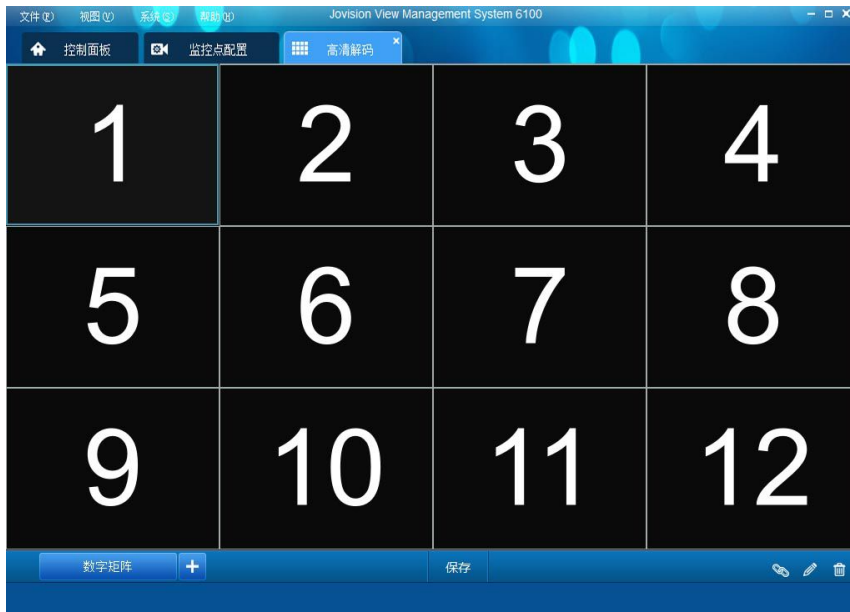 文件(F) 视图(V) 系统(S) 帮助(H) Jovision View Management System 6100
控制面板 监控点配置 高清解码
1 2 3 4
5 6 7 8
9 10 11 12
数字矩阵 + 保存